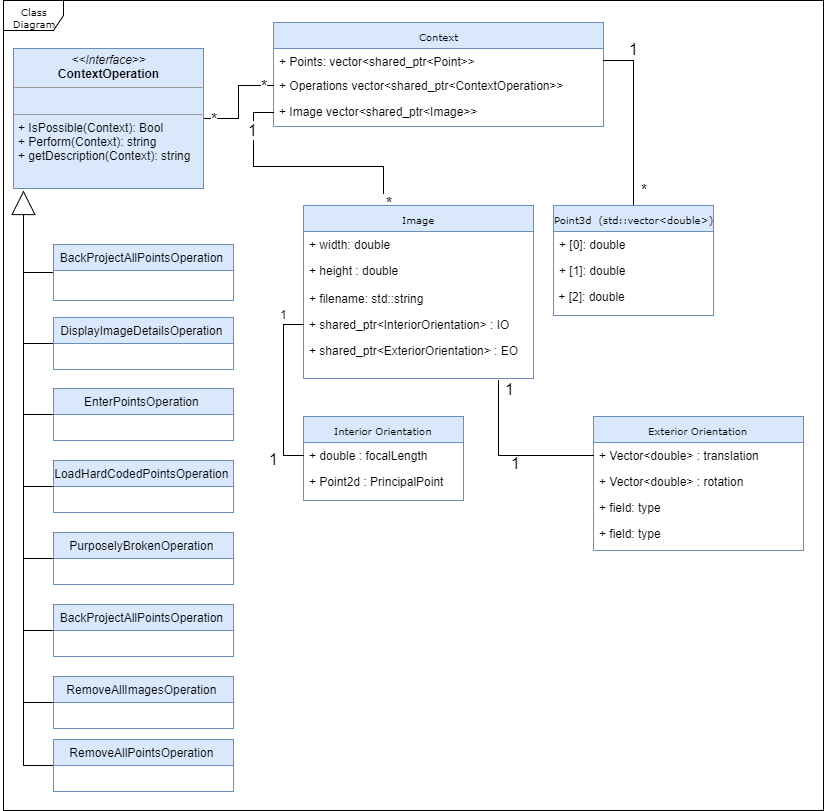 Class
Diagram
<<Interface>>
ContextOperation
+ IsPossible(Context): Bool
+ Perform(Context): string
+ getDescription(Context): string
*
*
Context
+ Points: vector<shared_ptr<Point>>
+ Operations vector<shared_ptr<ContextOperation>>
+ Image vector<shared_ptr<Image>>
1
*
1
*
Image
+ width: double
+ height : double
+ filename: std::string
+ shared_ptr<InteriorOrientation> : IO
+ shared_ptr<ExteriorOrientation> : EO
Point3d (std::vector<double>)
+ [0]: double
+ [1]: double
+ [2]: double
1
1
Interior Orientation
+ double : focalLength
+ Point2d : PrincipalPoint
1
1
Exterior Orientation
+ Vector<double> : translation
+ Vector<double> : rotation
+ field: type
+ field: type
BackProjectAllPointsOperation
DisplayImageDetailsOperation
EnterPointsOperation
LoadHardCodedPointsOperation
PurposelyBrokenOperation
BackProjectAllPointsOperation
RemoveAllImagesOperation
RemoveAllPointsOperation